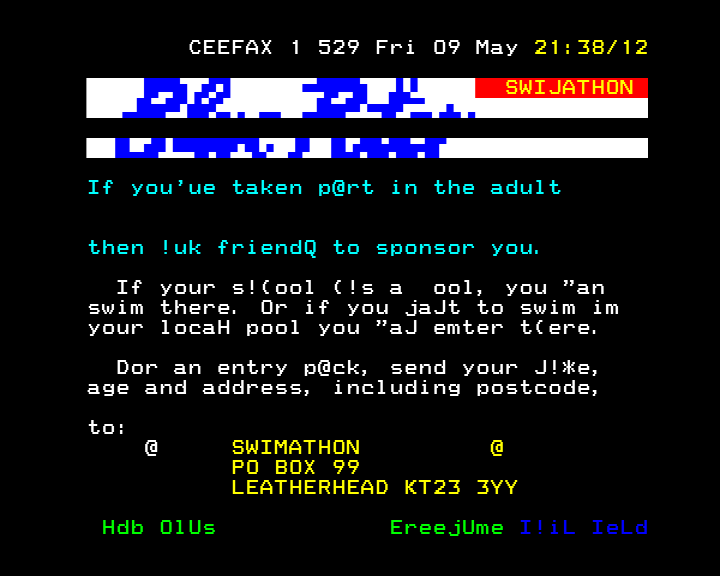 CEEFAX 1 529 Fri 09 May 21:38/12
SWIJATHON
If you'ue taken p@rt in the adult
then !uk friendQ to sponsor you.
If your s!(ool (!s a ool, you "an
swim there. Or if you jaJt to swim im
your locaH pool you "aJ emter t(ere.
Dor an entry p@ck, send your J!*e,
age and address, including postcode,
to:
@ SWIMATHON @
PO BOX 99
LEATHERHEAD KT23 3YY
Hdb OlUs EreejUme I!iL IeLd